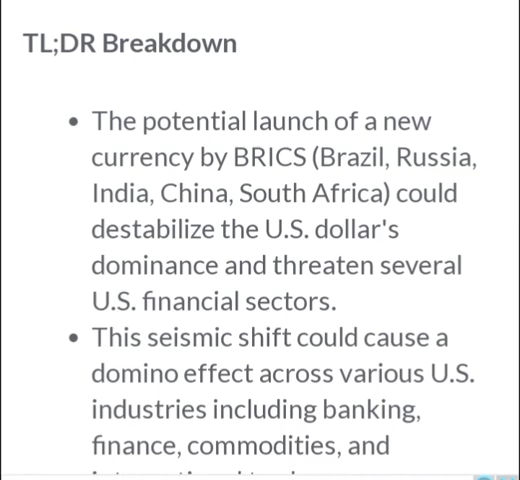 TL;DR Breakdown
• The potential launch of a new
currency by BRICS (Brazil, Russia,
India, China, South Africa) could
destabilize the U.S. dollar's
dominance and threaten several
U.S. financial sectors.
• This seismic shift could cause a
domino effect across various U.S.
industries including banking,
finance, commodities, and